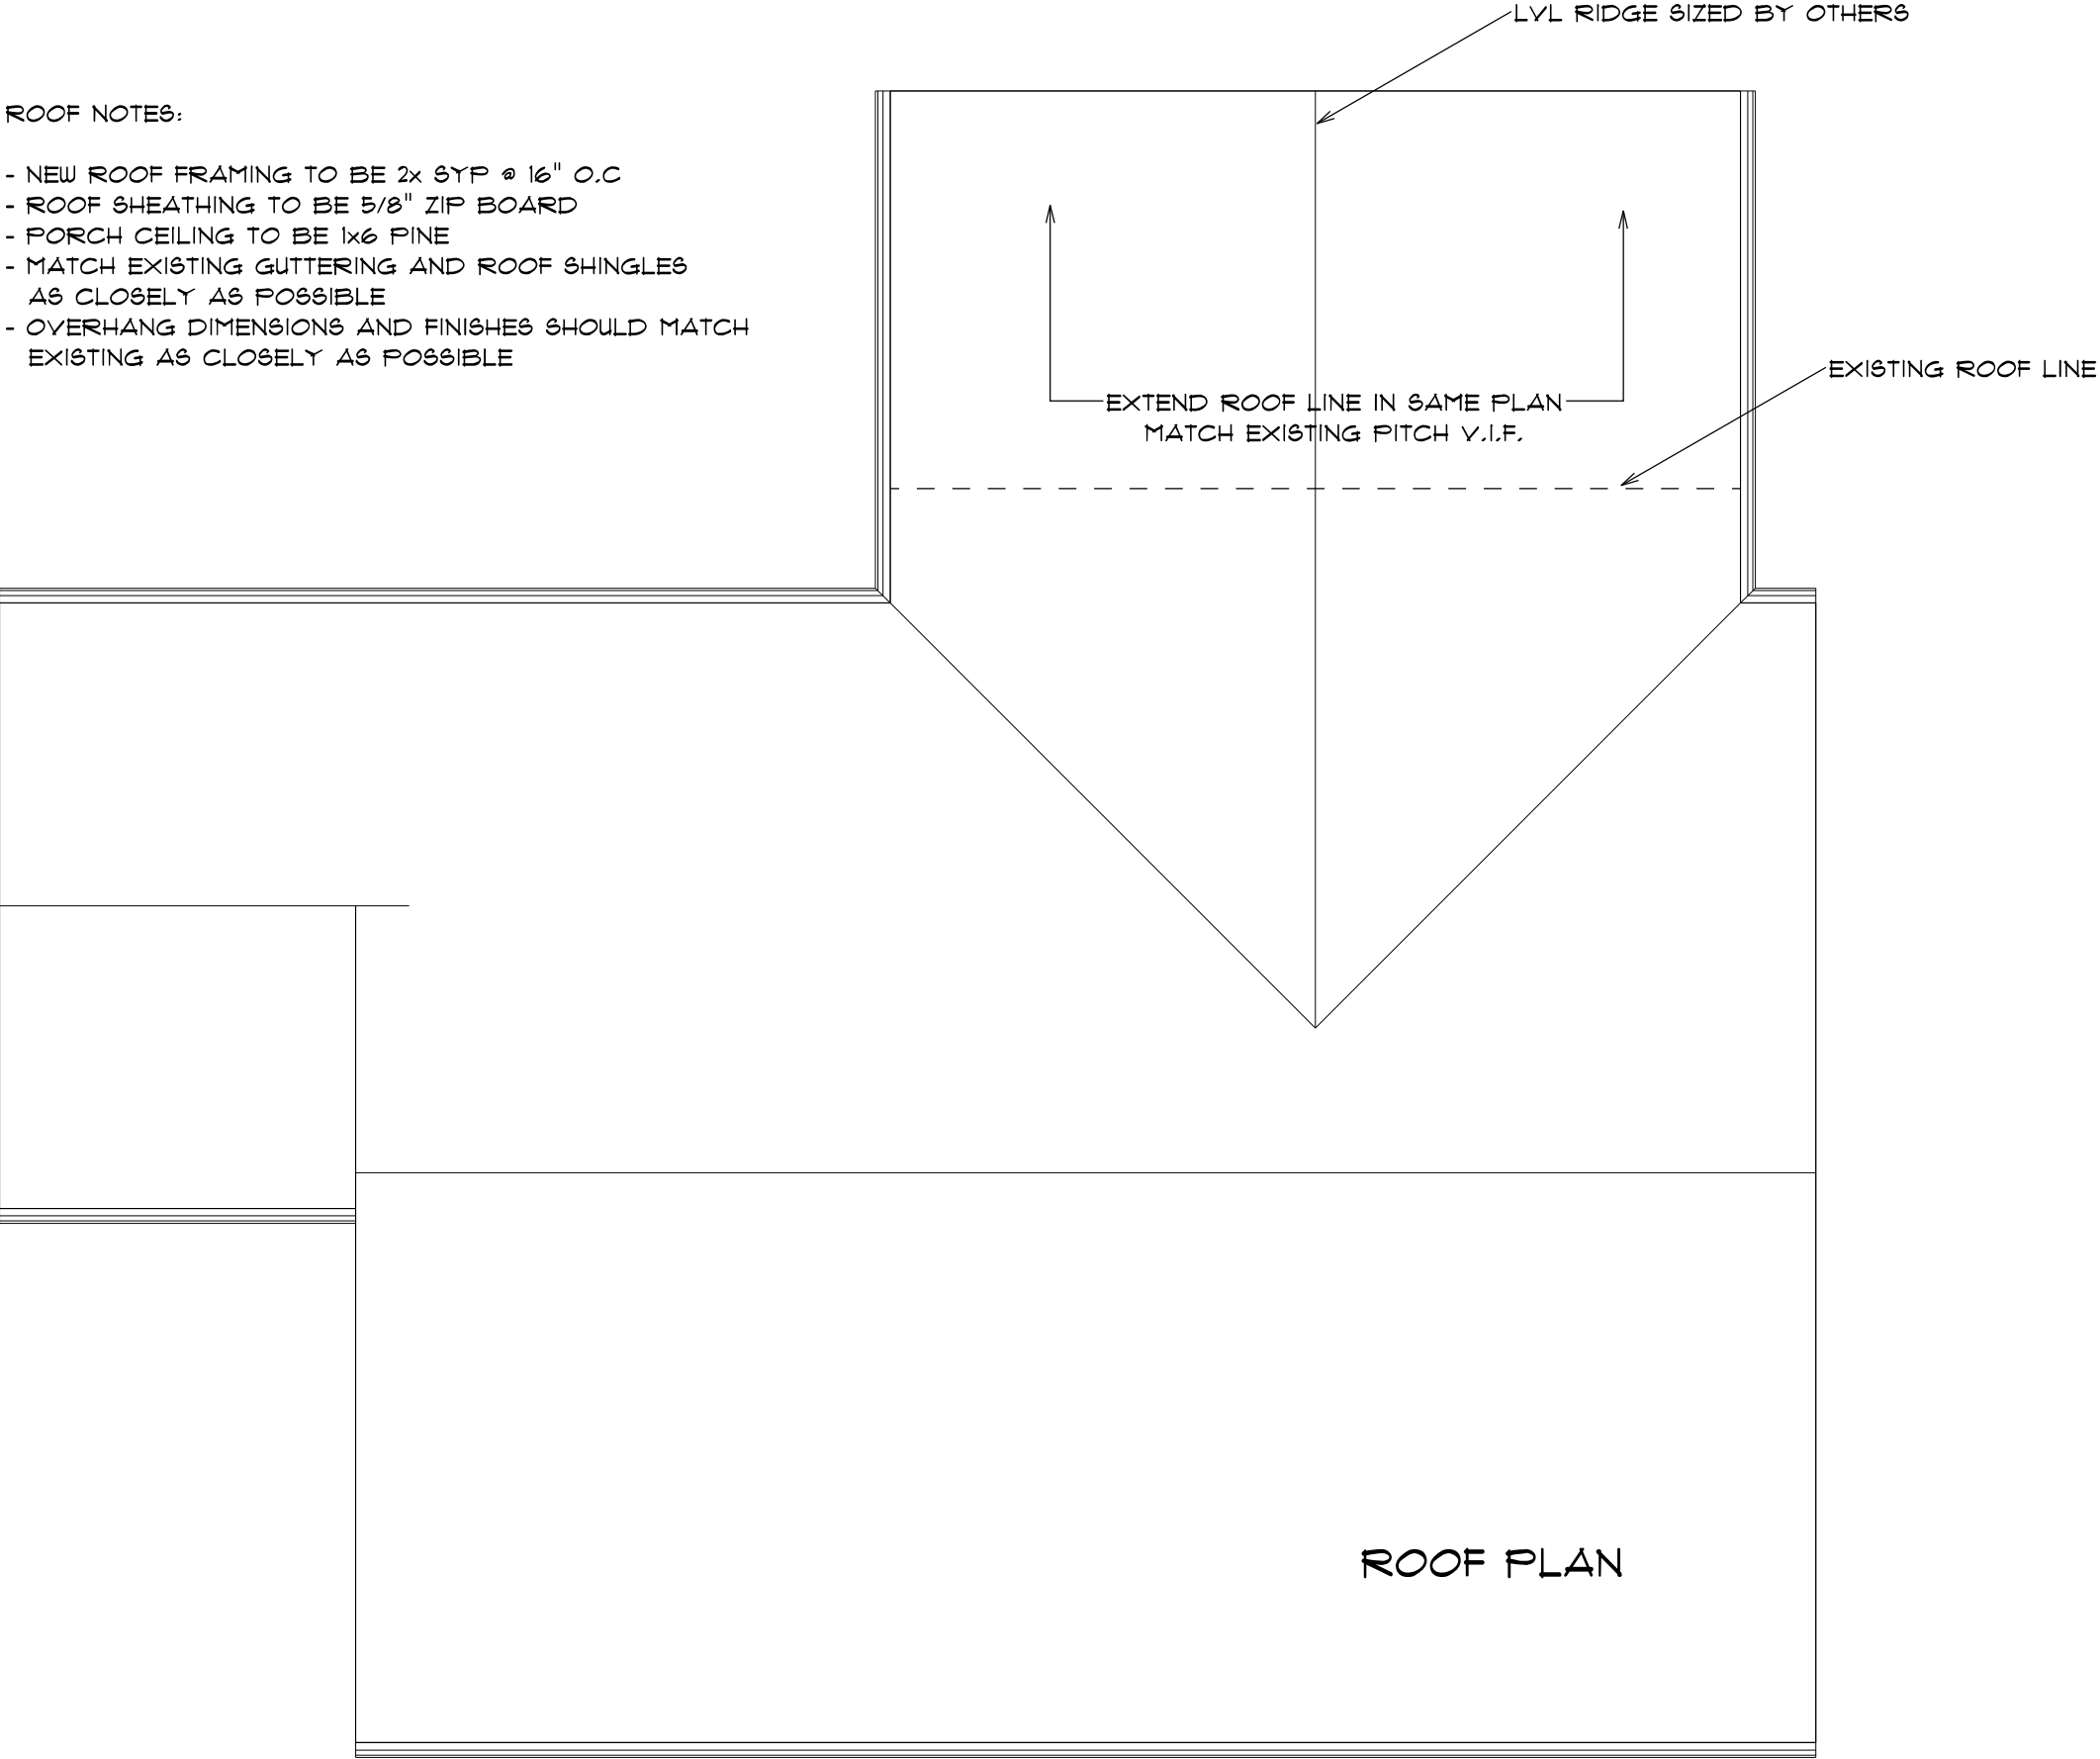 LVL RIDGE SIZED BY OTHERS
ROOF NOTES:
- NEW ROOF FRAMING TO BE 2x SYP @ 16" O.C
- ROOF SHEATHING TO BE 5/8" ZIP BOARD
- PORCH CEILING TO BE 1x6 PINE
- MATCH EXISTING GUTTERING AND ROOF SHINGLES
AS CLOSELY AS POSSIBLE
- OVERHANG DIMENSIONS AND FINISHES SHOULD MATCH
EXISTING AS CLOSELY AS POSSIBLE
EXISTING ROOF LINE
EXTEND ROOF LINE IN SAME PLAN
MATCH EXISTING PITCH V.I.F.
ROOF PLAN